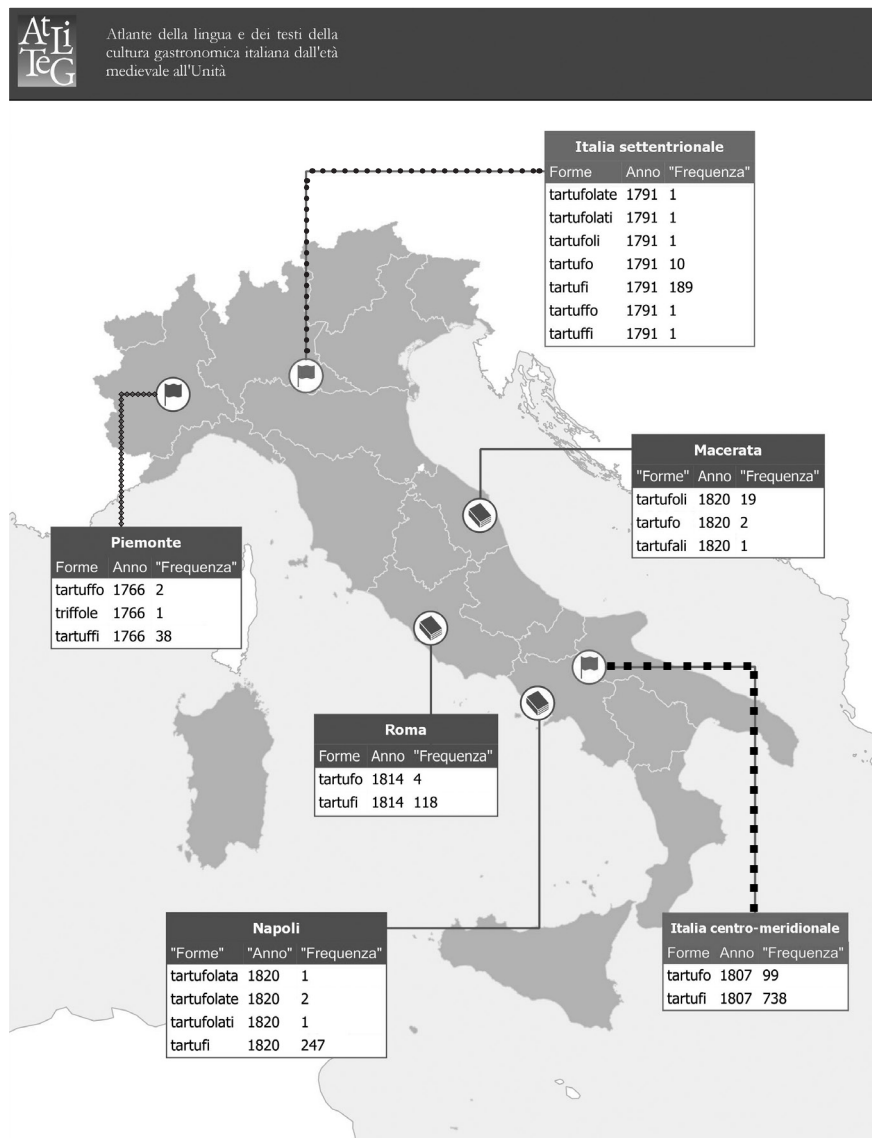 At Li
TeG
Atlante della lingua e dei testi della
cultura gastronomica italiana dall'età
medievale all'Unità
Italia settentrionale
Forme Anno "Frequenza"
tartufolate 1791 1
tartufolati 1791 1
tartufoli 1791 1
tartufo 1791 10
tartufi 1791 189
tartuffo 1791 1
tartuffi 1791 1
Macerata
"Forme" Anno "Frequenza"
tartufoli 1820 19
tartufo 1820 2
tartufali 1820 1
Piemonte
Forme Anno "Frequenza"
tartuffo 1766 2
triffole 1766 1
tartuffi 1766 38
Roma
Forme Anno "Frequenza"
tartufo 1814 4
tartufi 1814 118
Napoli
"Forme" "Anno" "Frequenza"
tartufolata 1820 1
tartufolate 1820 2
tartufolati 1820 1
tartufi 1820 247
Italia centro-meridionale
Forme Anno "Frequenza"
tartufo 1807 99
tartufi 1807 738